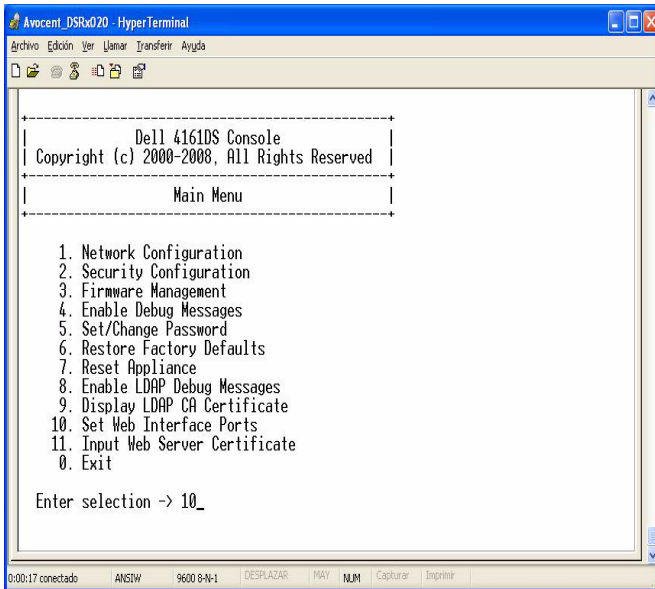 Avocent_DSRx020 - HyperTerminal
Archivo Edición Ver Llamar Transferir Ayuda
Dell 4161DS Console
Copyright (c) 2000-2008, All Rights Reserved
Main Menu
1. Network Configuration
2. Security Configuration
3. Firmware Management
4. Enable Debug Messages
5. Set/Change Password
6. Restore Factory Defaults
7. Reset Appliance
8. Enable LDAP Debug Messages
9. Display LDAP CA Certificate
10. Set Web Interface Ports
11. Input Web Server Certificate
0. Exit
Enter selection -> 10_
0:00:17 conectado ANSIW 9600 8-N-1 DESPLAZAR MAY NUM Capturar Imprimir